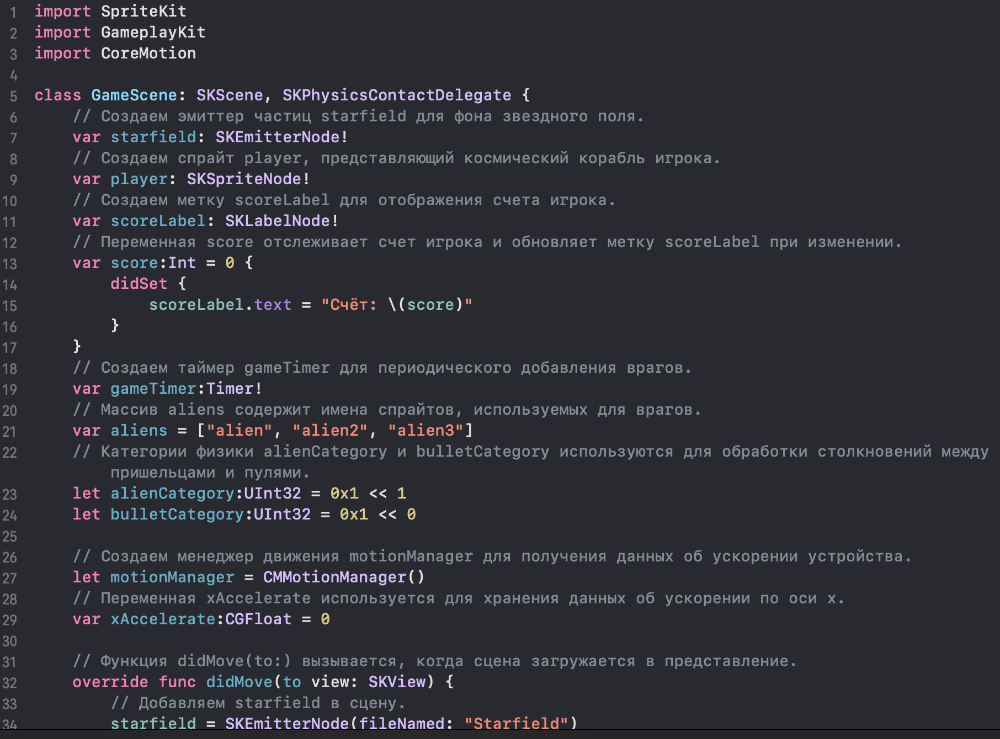 1 import SpriteKit
2 import GameplayKit
3 import CoreMotion
4
5 class GameScene: SKScene, SKPhysicsContactDelegate {
6 // Создаем эмиттер частиц starfield для фона звездного поля.
7 var starfield: SKEmitterNode!
8 // Создаем спрайт player, представляющий космический корабль игрока.
9 var player: SKSpriteNode!
10 // Создаем метку scoreLabel для отображения счета игрока.
11 var scoreLabel: SKLabelNode!
12 // Переменная score отслеживает счет игрока и обновляет метку scoreLabel при изменении.
13 var score:Int = 0 {
14 didSet {
15 scoreLabel.text = "Счёт: \(score)"
16 }
17 }
18 // Создаем таймер gameTimer для периодического добавления врагов.
19 var gameTimer:Timer!
20 // Массив aliens содержит имена спрайтов, используемых для врагов.
21 var aliens = ["alien", "alien2", "alien3"]
22 // Категории физики alienCategory и bulletCategory используются для обработки столкновений между
пришельцами и пулями.
23 let alienCategory:UInt32 = 0x1 << 1
24 let bulletCategory:UInt32 = 0x1 << 0
25
26 // Создаем менеджер движения motionManager для получения данных об ускорении устройства.
27 let motionManager = CMMotionManager()
28 // Переменная xAccelerate используется для хранения данных об ускорении по оси x.
29 var xAccelerate:CGFloat = 0
30
31 // Функция didMove(to:) вызывается, когда сцена загружается в представление.
32 override func didMove(to view: SKView) {
33 // Добавляем starfield в сцену.
34 starfield = SKEmitterNode(fileNamed: "Starfield")